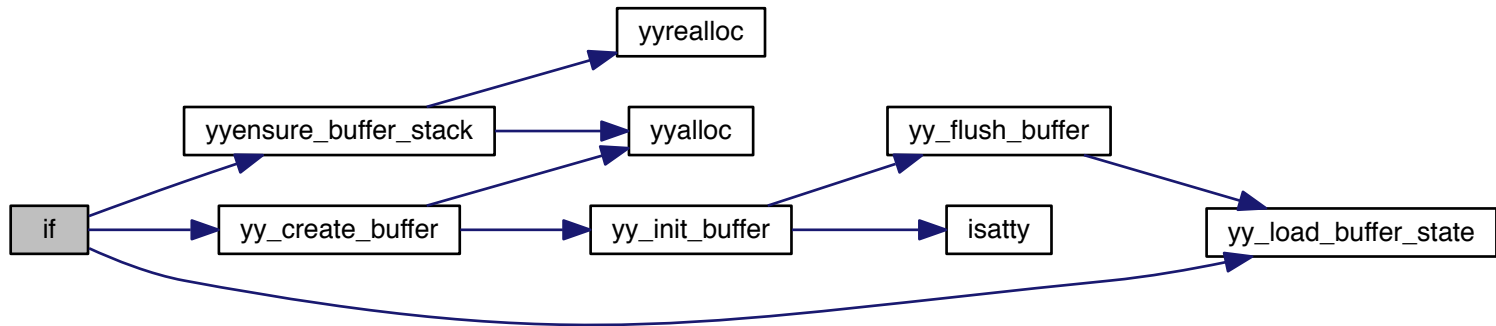 yyrealloc
yyensure_buffer_stack
yyalloc
yy_flush_buffer
if
yy_create_buffer
yy_init_buffer
isatty
yy_load_buffer_state